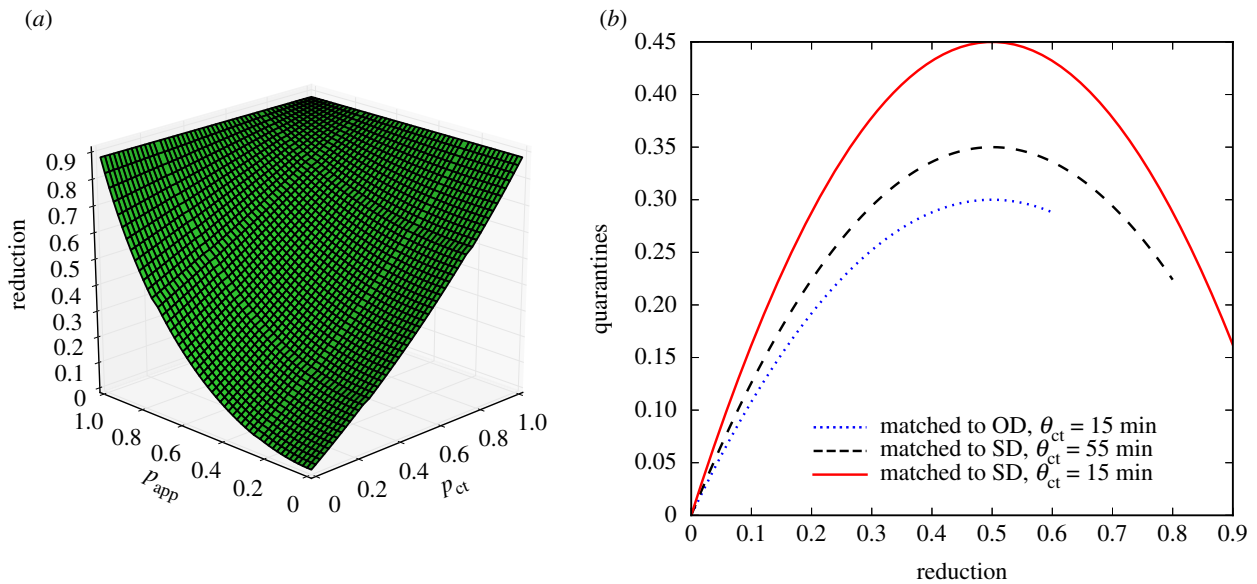 (a)
reduction
0.9
0.8
0.7
0.6
0.5
0.4
0.3
0.2
0.1
0
1.0
0.8
0.6
0.4
0.2
0
p_app
0
0.2
0.4
0.6
0.8
1.0
p_ct
(b)
quarantines
0.45
0.40
0.35
0.30
0.25
0.20
0.15
0.10
0.05
0
matched to OD, θ_ct = 15 min
matched to SD, θ_ct = 55 min
matched to SD, θ_ct = 15 min
0 0.1 0.2 0.3 0.4 0.5 0.6 0.7 0.8 0.9
reduction